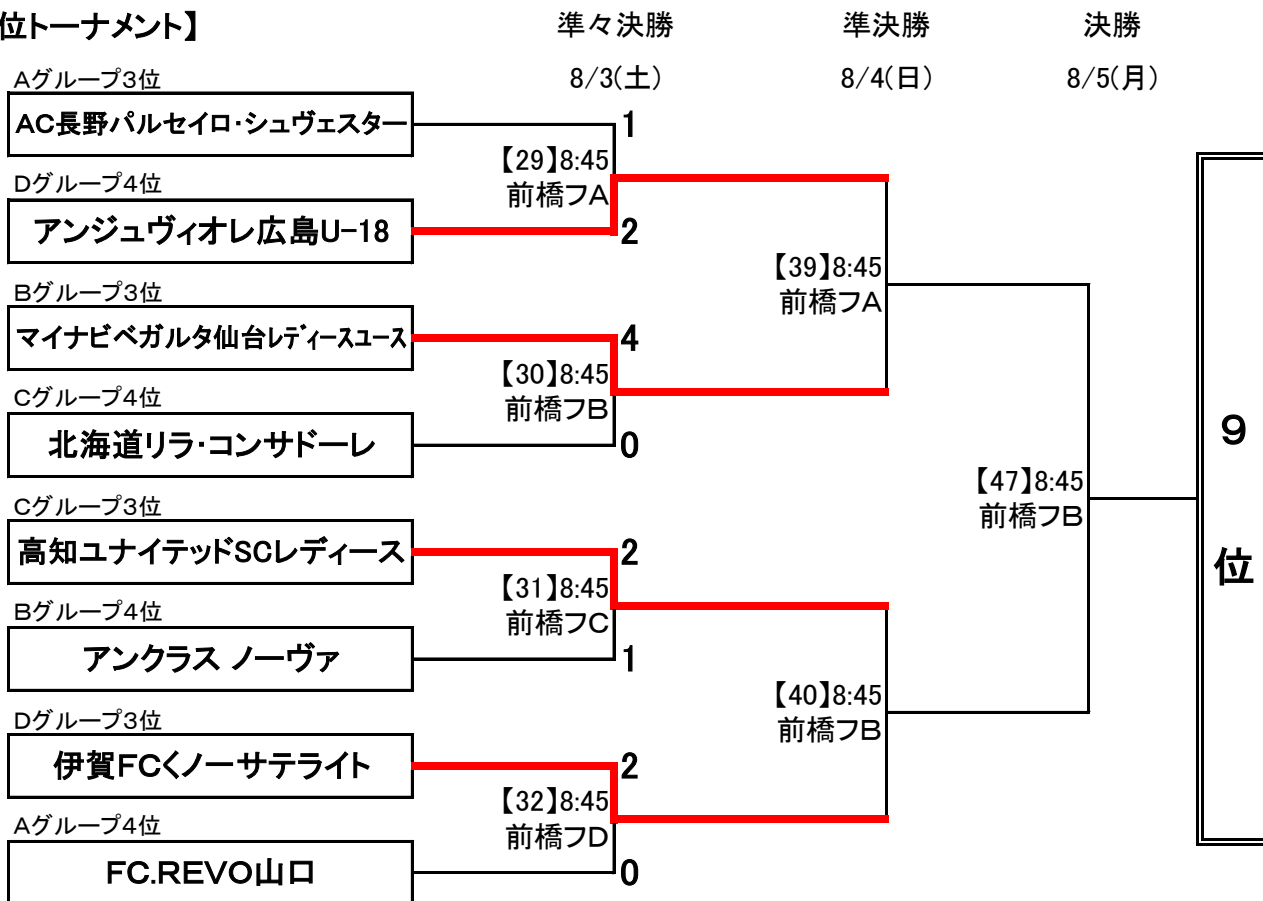 位トーナメント】
準々決勝
準決勝
決勝
8/3(土)
8/4(日)
8/5(月)
Aグループ3位
AC長野パルセイロ・シュヴェスター
1
【29】8:45
前橋フA
Dグループ4位
アンジュヴィオレ広島U-18
2
【39】8:45
前橋フA
Bグループ3位
マイナビベガルタ仙台レディースユース
4
【30】8:45
前橋フB
Cグループ4位
北海道リラ・コンサドーレ
0
9
位
【47】8:45
前橋フB
Cグループ3位
高知ユナイテッドSCレディース
2
【31】8:45
前橋フC
Bグループ4位
アンクラス ノーヴァ
1
【40】8:45
前橋フB
Dグループ3位
伊賀FCくノ一サテライト
2
【32】8:45
前橋フD
Aグループ4位
FC.REVO山口
0